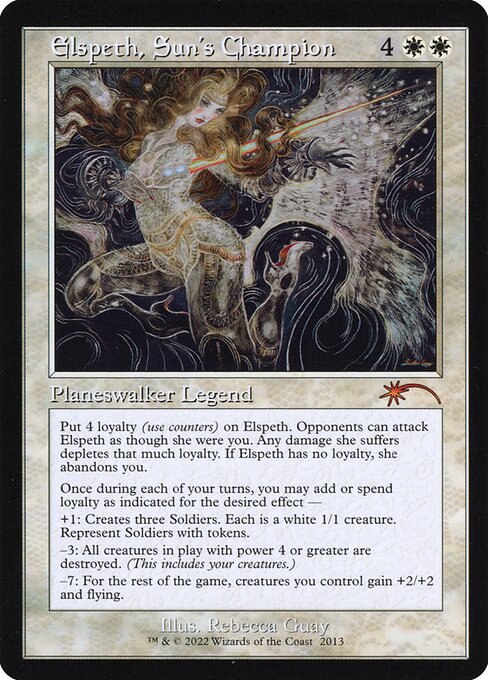 Elspeth, Sun's Champion 4
Planeswalker Legend
Put 4 loyalty (use counters) on Elspeth. Opponents can attack
Elspeth as though she were you. Any damage she suffers
depletes that much loyalty. If Elspeth has no loyalty, she
abandons you.
Once during each of your turns, you may add or spend
loyalty as indicated for the desired effect —
+1: Creates three Soldiers. Each is a white 1/1 creature.
Represent Soldiers with tokens.
–3: All creatures in play with power 4 or greater are
destroyed. (This includes your creatures.)
–7: For the rest of the game, creatures you control gain +2/+2
and flying.
Illus. Rebecca Guay
™ & © 2022 Wizards of the Coast 2013